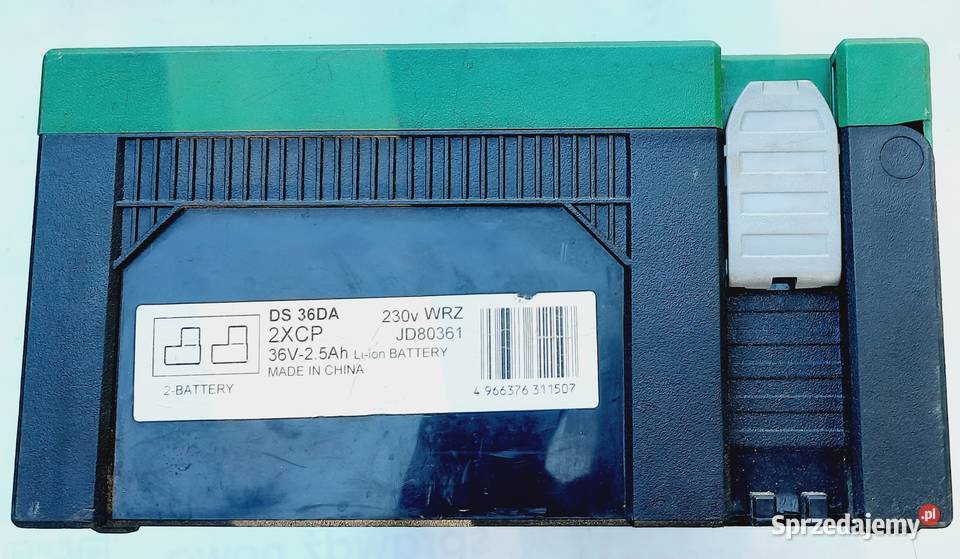 DS 36DA 230v WRZ
2XCP JD80361
36V-2.5Ah Li-ion BATTERY
MADE IN CHINA
2-BATTERY
4 966376 311507
Sprzedajemy.pl